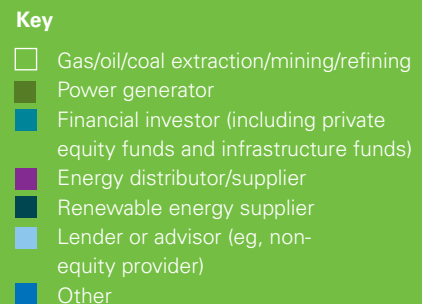 Key
Gas/oil/coal extraction/mining/refining
Power generator
Financial investor (including private
equity funds and infrastructure funds)
Energy distributor/supplier
Renewable energy supplier
Lender or advisor (eg, non-
equity provider)
Other